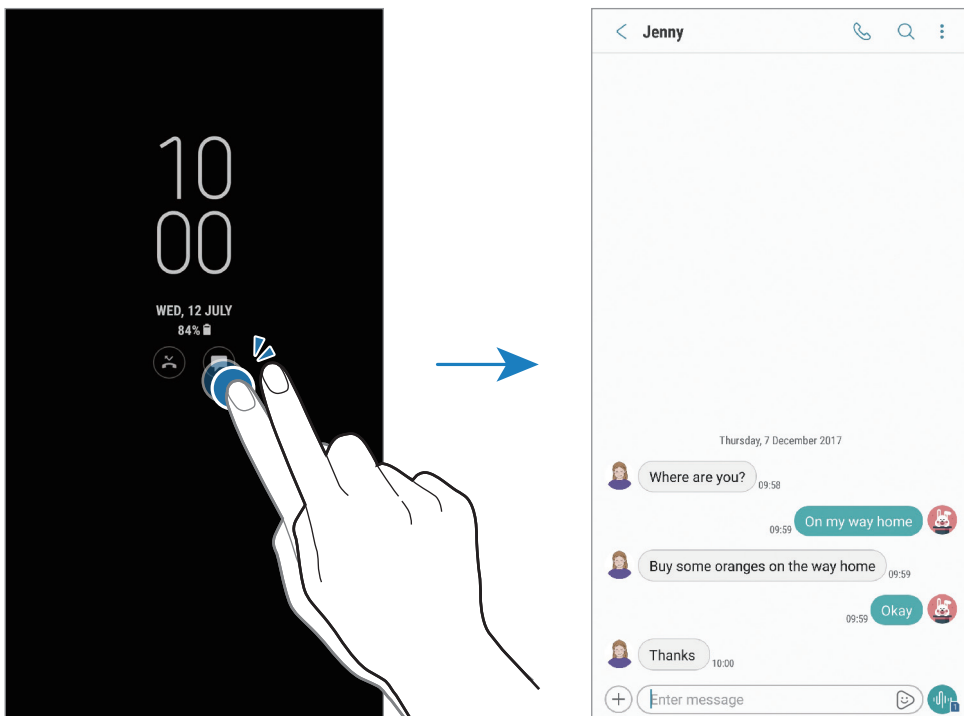 10
00
WED, 12 JULY
84%
Jenny
Thursday, 7 December 2017
Where are you?
09:58
09:59
On my way home
Buy some oranges on the way home
09:59
09:59
Okay
Thanks
10:00
Enter message
1